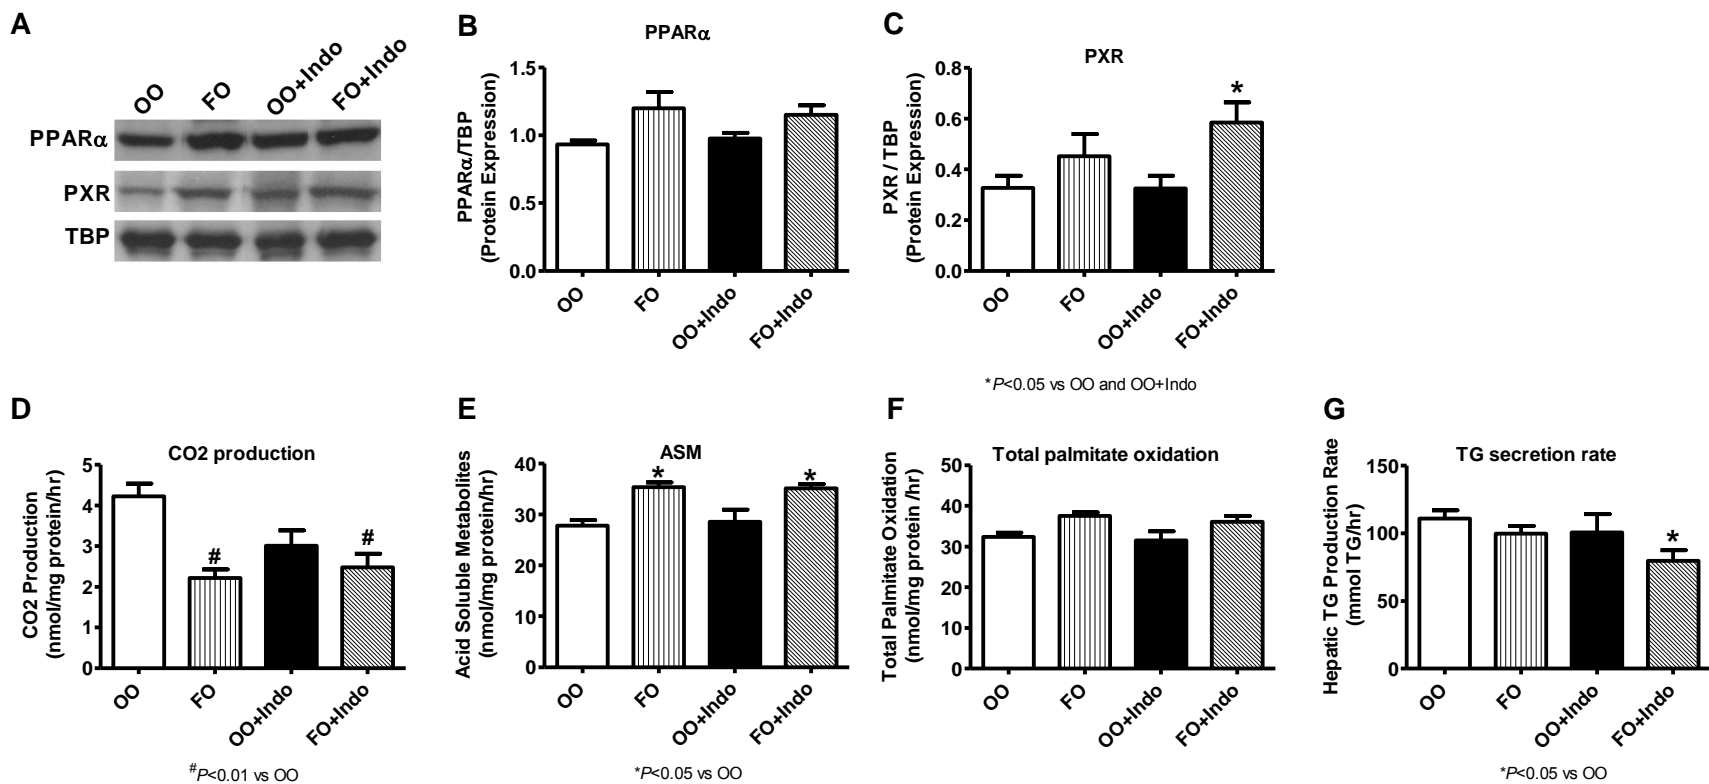 A
OO
FO
OO+Indo
FO+Indo
PPARα
PXR
TBP
B
PPARα
PPARα/TBP
(Protein Expression)
1.5
1.0
0.5
0.0
OO
FO
OO+Indo
FO+Indo
C
PXR
PXR / TBP
(Protein Expression)
0.8
0.6
0.4
0.2
0.0
*
OO
FO
OO+Indo
FO+Indo
*P<0.05 vs OO and OO+Indo
D
CO2 production
CO2 Production
(nmol/mg protein/hr)
5
4
3
2
1
0
#
#
OO
FO
OO+Indo
FO+Indo
#P<0.01 vs OO
E
ASM
Acid Soluble Metabolites
(nmol/mg protein/hr)
40
30
20
10
0
*
*
OO
FO
OO+Indo
FO+Indo
*P<0.05 vs OO
F
Total palmitate oxidation
Total Palmitate Oxidation
(nmol/mg protein /hr)
50
40
30
20
10
0
OO
FO
OO+Indo
FO+Indo
G
TG secretion rate
Hepatic TG Production Rate
(mmol TG/hr)
150
100
50
0
*
OO
FO
OO+Indo
FO+Indo
*P<0.05 vs OO